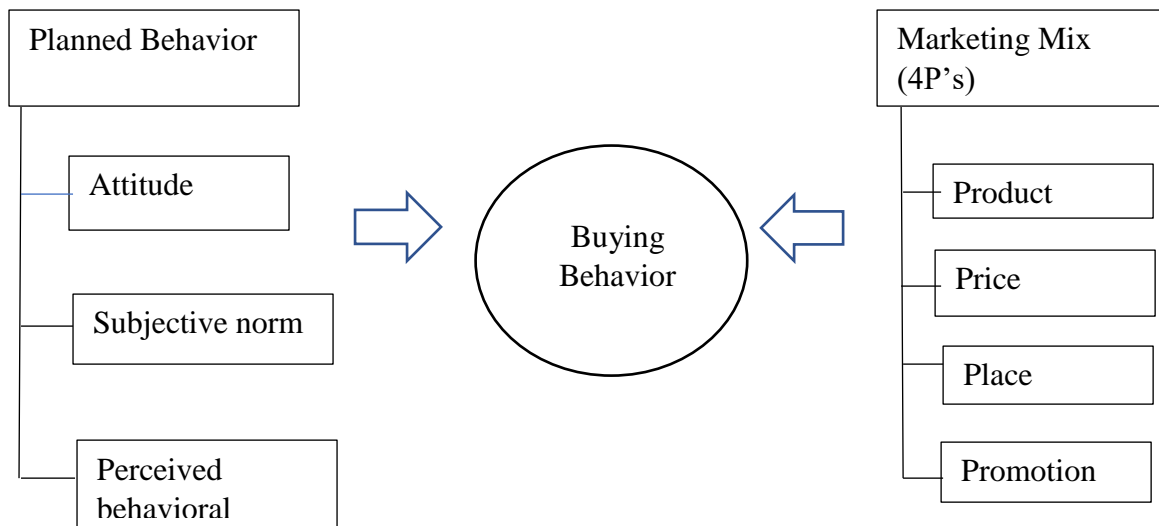 Planned Behavior
Attitude
Subjective norm
Perceived
behavioral
Buying
Behavior
Marketing Mix
(4P’s)
Product
Price
Place
Promotion